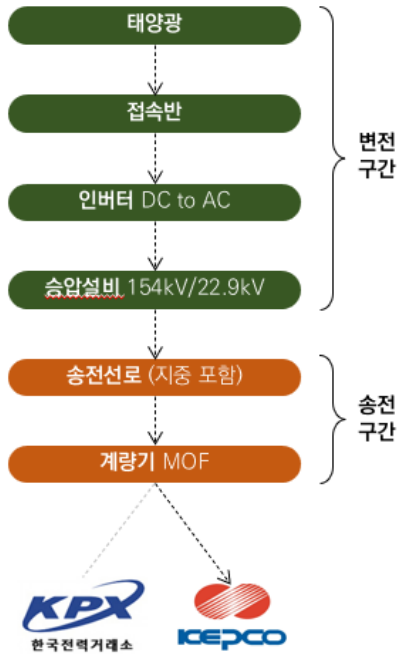 태양광
접속반
변전
구간
인버터 DC to AC
승압설비 154kV/22.9kV
송전선로 (지중 포함)
송전
구간
계량기 MOF
KPX
한국전력거래소
KEPCO